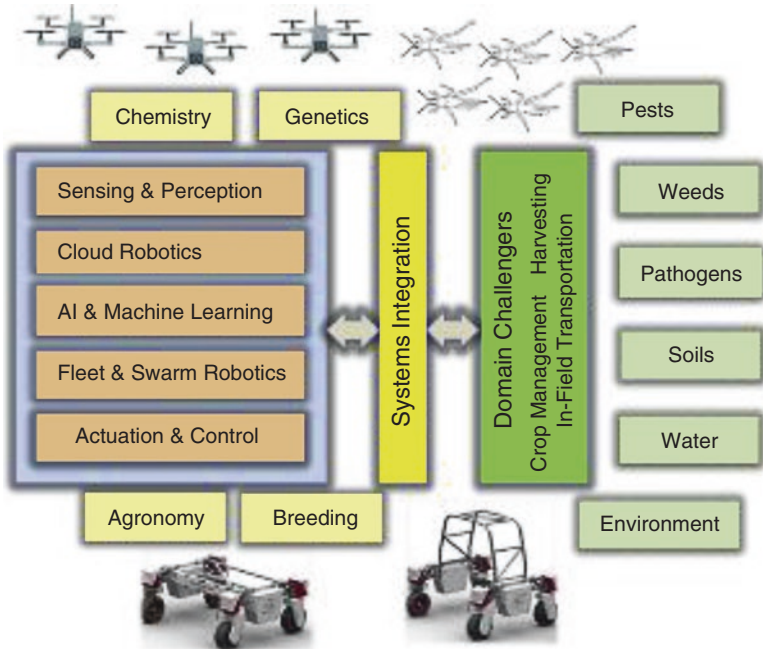 Chemistry
Genetics
Pests
Sensing & Perception
Cloud Robotics
AI & Machine Learning
Fleet & Swarm Robotics
Actuation & Control
Systems Integration
Domain Challengers
Crop Management Harvesting
In-Field Transportation
Weeds
Pathogens
Soils
Water
Environment
Agronomy
Breeding